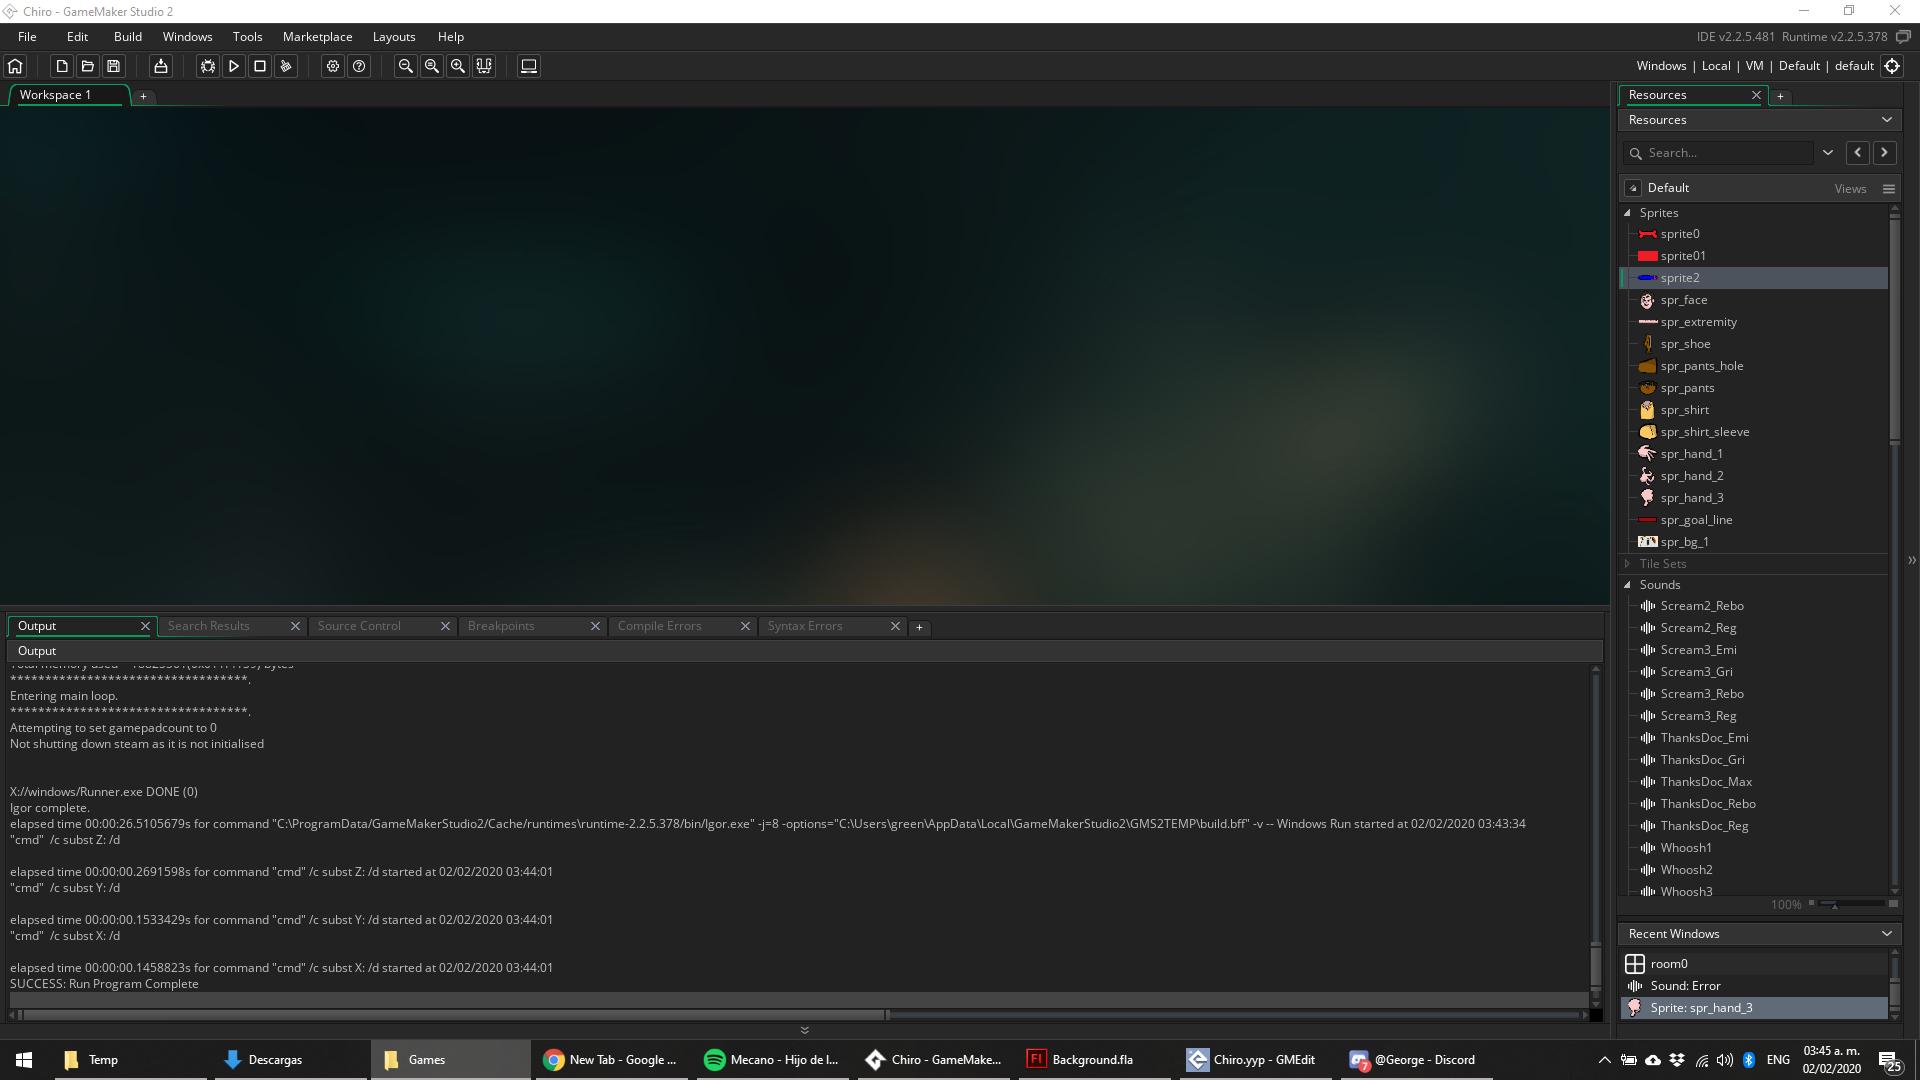 Chiro - GameMaker Studio 2
File Edit Build Windows Tools Marketplace Layouts Help
IDE v2.2.5.481 Runtime v2.2.5.378
Windows | Local | VM | Default | default
Workspace 1
Resources
Resources
Search...
Default Views
Sprites
sprite0
sprite01
sprite2
spr_face
spr_extremity
spr_shoe
spr_pants_hole
spr_pants
spr_shirt
spr_shirt_sleeve
spr_hand_1
spr_hand_2
spr_hand_3
spr_goal_line
spr_bg_1
Tile Sets
Sounds
Scream2_Rebo
Scream2_Reg
Scream3_Emi
Scream3_Gri
Scream3_Rebo
Scream3_Reg
ThanksDoc_Emi
ThanksDoc_Gri
ThanksDoc_Max
ThanksDoc_Rebo
ThanksDoc_Reg
Whoosh1
Whoosh2
Whoosh3
100%
Recent Windows
room0
Sound: Error
Sprite: spr_hand_3
Output Search Results Source Control Breakpoints Compile Errors Syntax Errors
Output
**********************************.
Entering main loop.
**********************************.
Attempting to set gamepadcount to 0
Not shutting down steam as it is not initialised
X://windows/Runner.exe DONE (0)
Igor complete.
elapsed time 00:00:26.5105679s for command "C:\ProgramData/GameMakerStudio2/Cache/runtimes\runtime-2.2.5.378/bin/Igor.exe" -j=8 -options="C:\Users\green\AppData\Local\GameMakerStudio2\GMS2TEMP\build.bff" -v -- Windows Run started at 02/02/2020 03:43:34
"cmd" /c subst Z: /d
elapsed time 00:00:00.2691598s for command "cmd" /c subst Z: /d started at 02/02/2020 03:44:01
"cmd" /c subst Y: /d
elapsed time 00:00:00.1533429s for command "cmd" /c subst Y: /d started at 02/02/2020 03:44:01
"cmd" /c subst X: /d
elapsed time 00:00:00.1458823s for command "cmd" /c subst X: /d started at 02/02/2020 03:44:01
SUCCESS: Run Program Complete
Temp Descargas Games New Tab - Google ... Mecano - Hijo de l... Chiro - GameMake... Background.fla Chiro.yyp - GMEdit @George - Discord
ENG
03:45 a. m.
02/02/2020
25